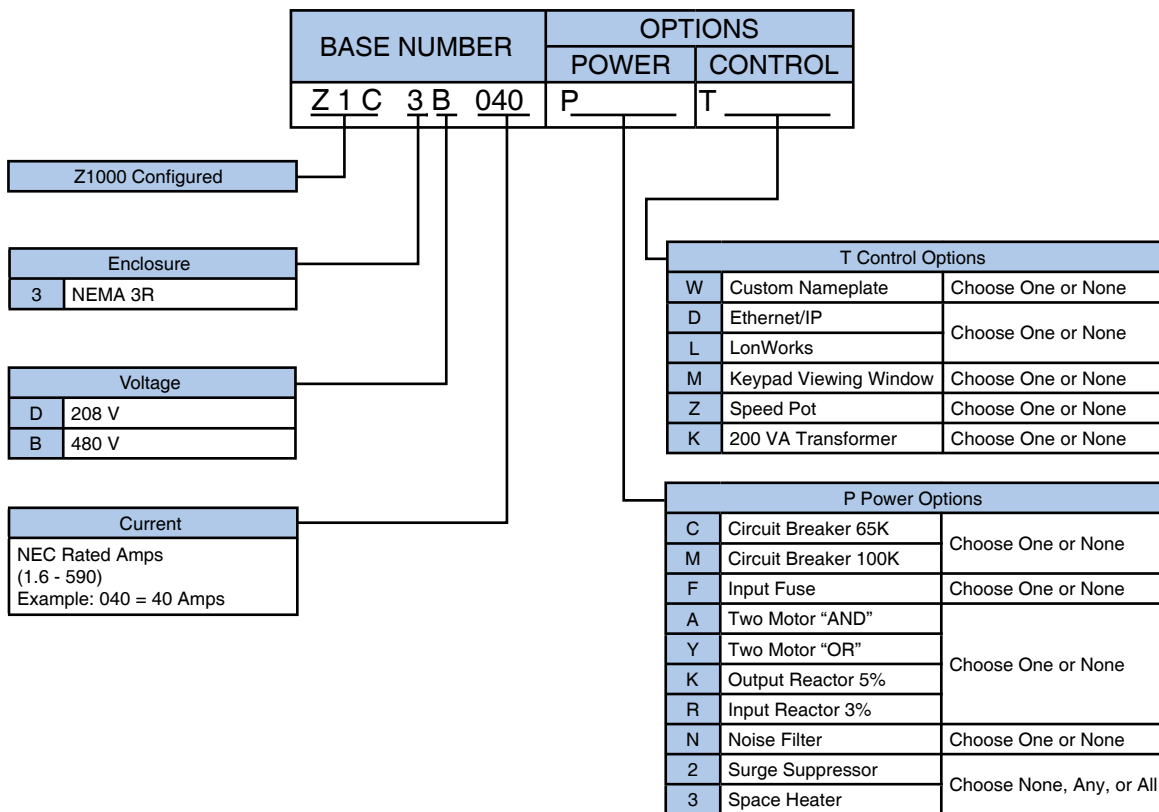 BASE NUMBER
OPTIONS
POWER CONTROL
Z 1 C 3 B 040 P T
Z1000 Configured
Enclosure
3 NEMA 3R
Voltage
D 208 V
B 480 V
Current
NEC Rated Amps
(1.6 - 590)
Example: 040 = 40 Amps
T Control Options
W Custom Nameplate Choose One or None
D Ethernet/IP
Choose One or None
L LonWorks
M Keypad Viewing Window Choose One or None
Z Speed Pot Choose One or None
K 200 VA Transformer Choose One or None
P Power Options
C Circuit Breaker 65K
Choose One or None
M Circuit Breaker 100K
F Input Fuse Choose One or None
A Two Motor “AND”
Y Two Motor “OR”
Choose One or None
K Output Reactor 5%
R Input Reactor 3%
N Noise Filter Choose One or None
2 Surge Suppressor
Choose None, Any, or All
3 Space Heater